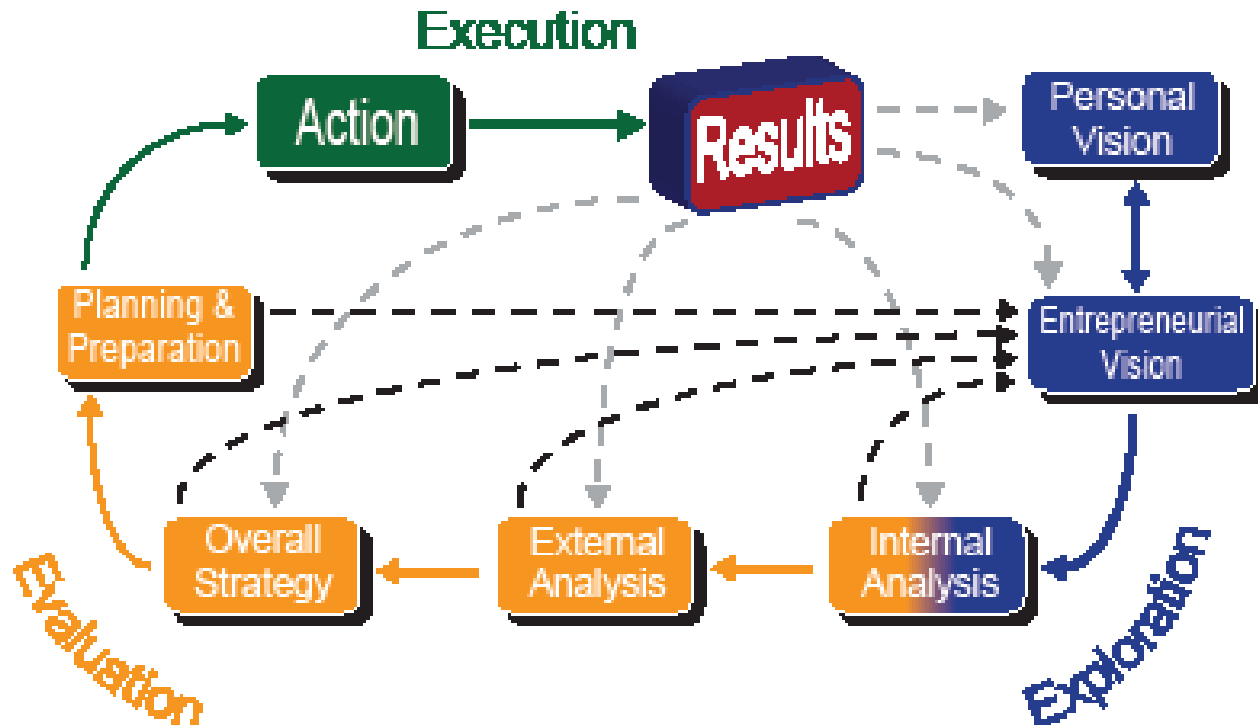 Execution
Action
Results
Personal
Vision
Planning &
Preparation
Entrepreneurial
Vision
Overall
Strategy
External
Analysis
Internal
Analysis
Evaluation
Exploration